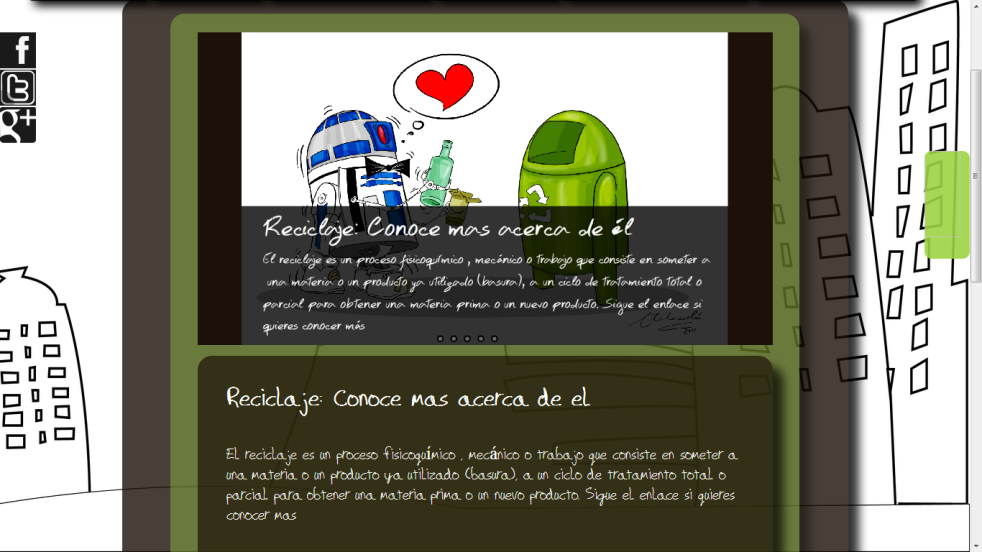 f
t
g+
Reciclaje: Conoce mas acerca de él
El reciclaje es un proceso fisicoquímico , mecánico o trabajo que consiste en someter a
una materia o un producto ya utilizado (basura), a un ciclo de tratamiento total o
parcial para obtener una materia prima o un nuevo producto. Sigue el enlace si
quieres conocer más
Reciclaje: Conoce mas acerca de el
El reciclaje es un proceso fisicoquímico , mecánico o trabajo que consiste en someter a
una materia o un producto ya utilizado (basura), a un ciclo de tratamiento total o
parcial para obtener una materia prima o un nuevo producto. Sigue el enlace si quieres
conocer mas